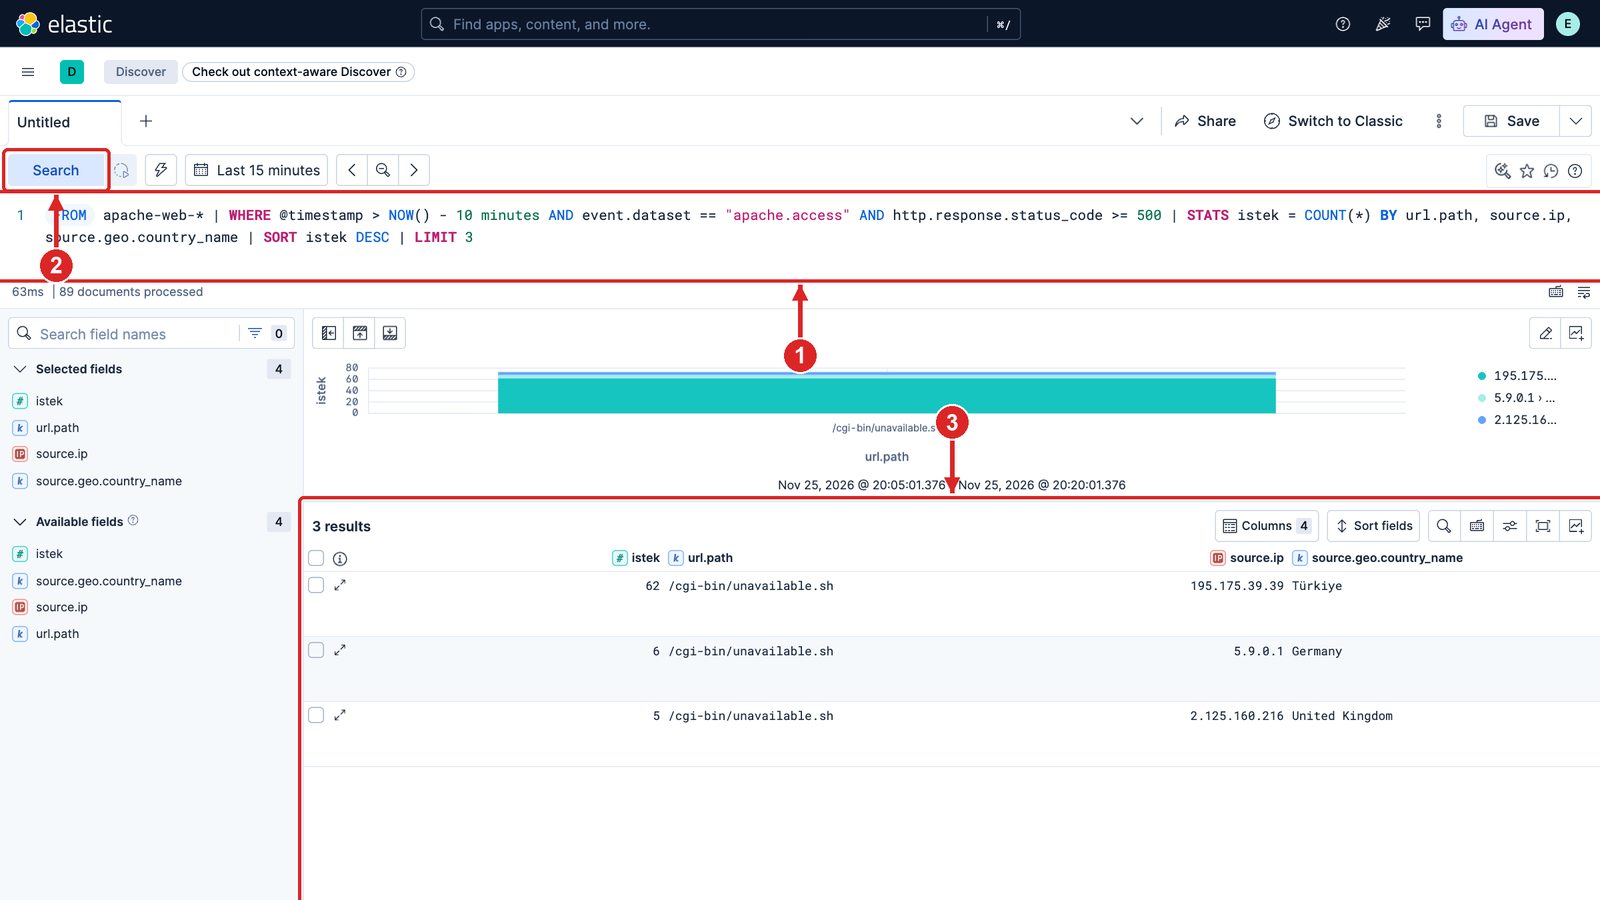 elastic
Find apps, content, and more.
⌘/
AI Agent
E
D
Discover
Check out context-aware Discover
Untitled
Share
Switch to Classic
Save
Search
Last 15 minutes
1
FROM apache-web-* | WHERE @timestamp > NOW() - 10 minutes AND event.dataset == "apache.access" AND http.response.status_code >= 500 | STATS istek = COUNT(*) BY url.path, source.ip,
source.geo.country_name | SORT istek DESC | LIMIT 3
2
63ms | 89 documents processed
1
Search field names
0
Selected fields 4
istek
url.path
source.ip
source.geo.country_name
Available fields 4
istek
source.geo.country_name
source.ip
url.path
istek
80
60
40
20
0
195.175....
5.9.0.1 › ...
2.125.16...
/cgi-bin/unavailable.s
3
url.path
Nov 25, 2026 @ 20:05:01.376 Nov 25, 2026 @ 20:20:01.376
3 results
Columns 4
Sort fields
# istek k url.path IP source.ip k source.geo.country_name
62 /cgi-bin/unavailable.sh 195.175.39.39 Türkiye
6 /cgi-bin/unavailable.sh 5.9.0.1 Germany
5 /cgi-bin/unavailable.sh 2.125.160.216 United Kingdom